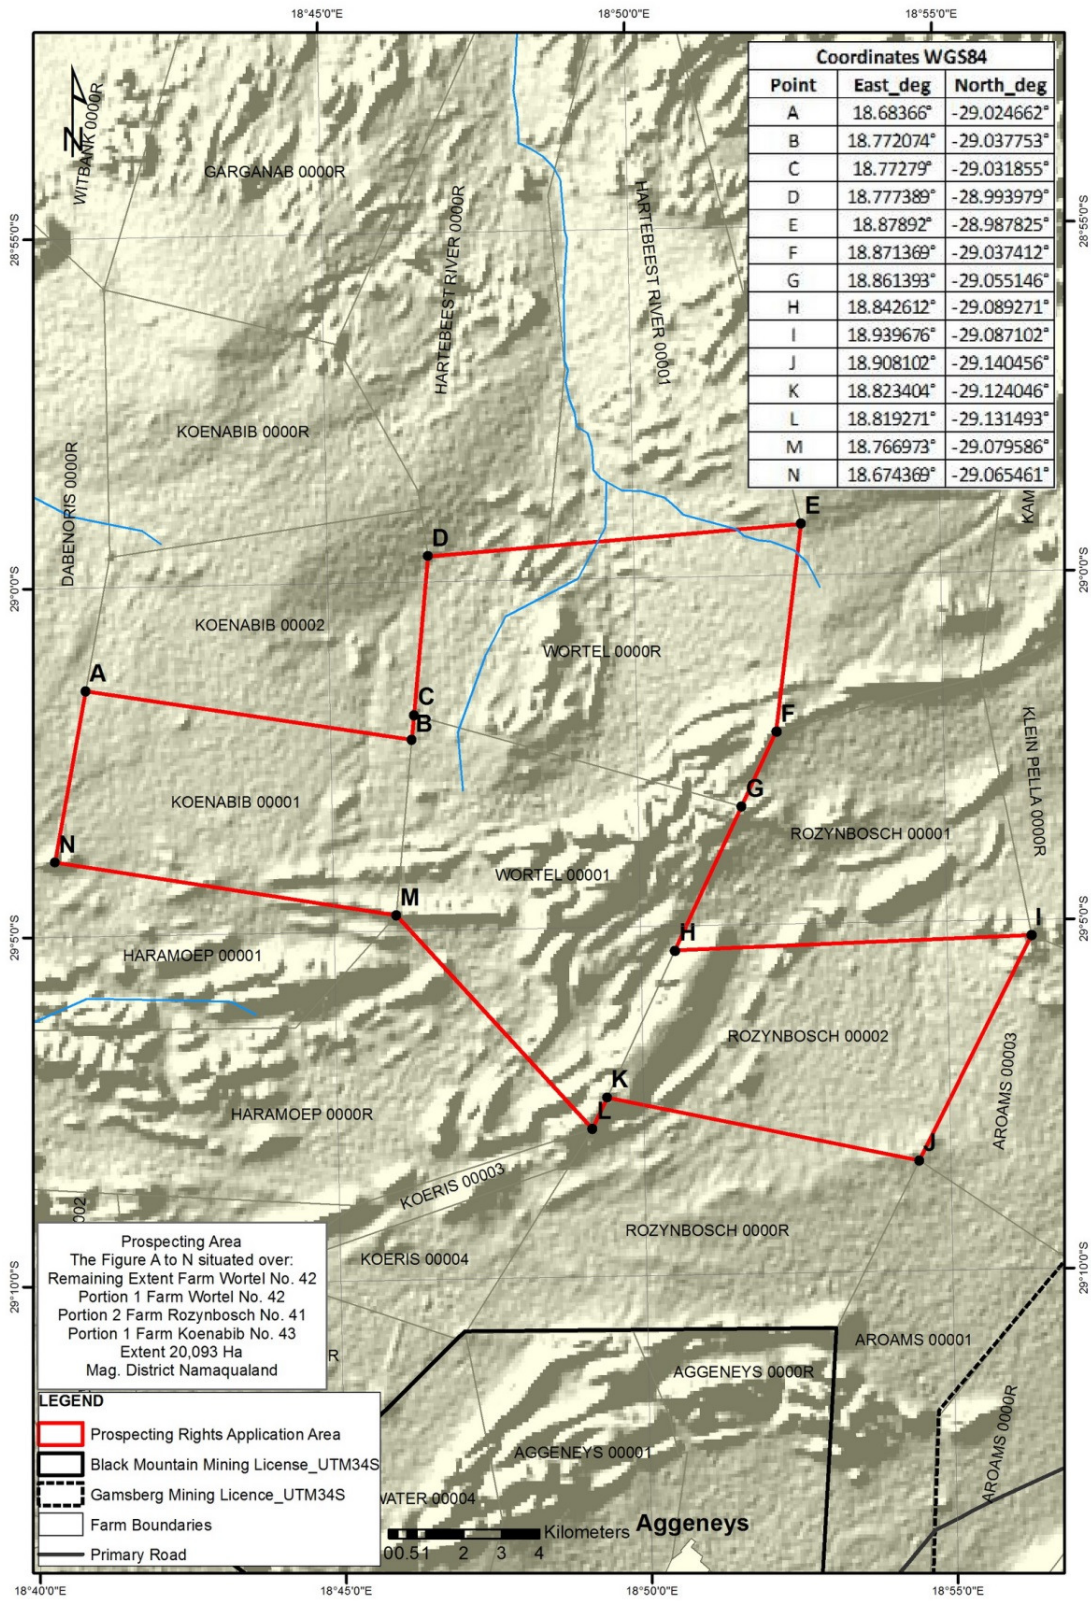 18°45'0"E 18°50'0"E 18°55'0"E
Coordinates WGS84
Point East_deg North_deg
A 18.68366° -29.024662°
B 18.772074° -29.037753°
C 18.77279° -29.031855°
D 18.777389° -28.993979°
E 18.87892° -28.987825°
F 18.871369° -29.037412°
G 18.861393° -29.055146°
H 18.842612° -29.089271°
I 18.939676° -29.087102°
J 18.908102° -29.140456°
K 18.823404° -29.124046°
L 18.819271° -29.131493°
M 18.766973° -29.079586°
N 18.674369° -29.065461°
N
WITBANK 0000R
GARGANAB 0000R
HARTEBEEST RIVER 0000R
HARTEBEEST RIVER 00001
28°55'0"S
28°55'0"S
KOENABIB 0000R
DABENORIS 0000R
KAM
E
D
29°0'0"S
29°0'0"S
KOENABIB 00002
WORTEL 0000R
A
C
B
F
KLEIN PELLA 0000R
KOENABIB 00001
G
ROZYNBOSCH 00001
N
WORTEL 00001
M
I
H
29°5'0"S
29°5'0"S
HARAMOEP 00001
ROZYNBOSCH 00002
AROAMS 00003
K
L
HARAMOEP 0000R
J
KOERIS 00003
002
ROZYNBOSCH 0000R
KOERIS 00004
29°10'0"S
29°10'0"S
Prospecting Area
The Figure A to N situated over:
Remaining Extent Farm Wortel No. 42
Portion 1 Farm Wortel No. 42
Portion 2 Farm Rozynbosch No. 41
Portion 1 Farm Koenabib No. 43
Extent 20,093 Ha
Mag. District Namaqualand
R
AROAMS 00001
AGGENEYS 0000R
AROAMS 0000R
AGGENEYS 00001
WATER 00004
LEGEND
Prospecting Rights Application Area
Black Mountain Mining License_UTM34S
Gamsberg Mining Licence_UTM34S
Farm Boundaries
Primary Road
Kilometers
00.51 2 3 4
Aggeneys
18°40'0"E 18°45'0"E 18°50'0"E 18°55'0"E